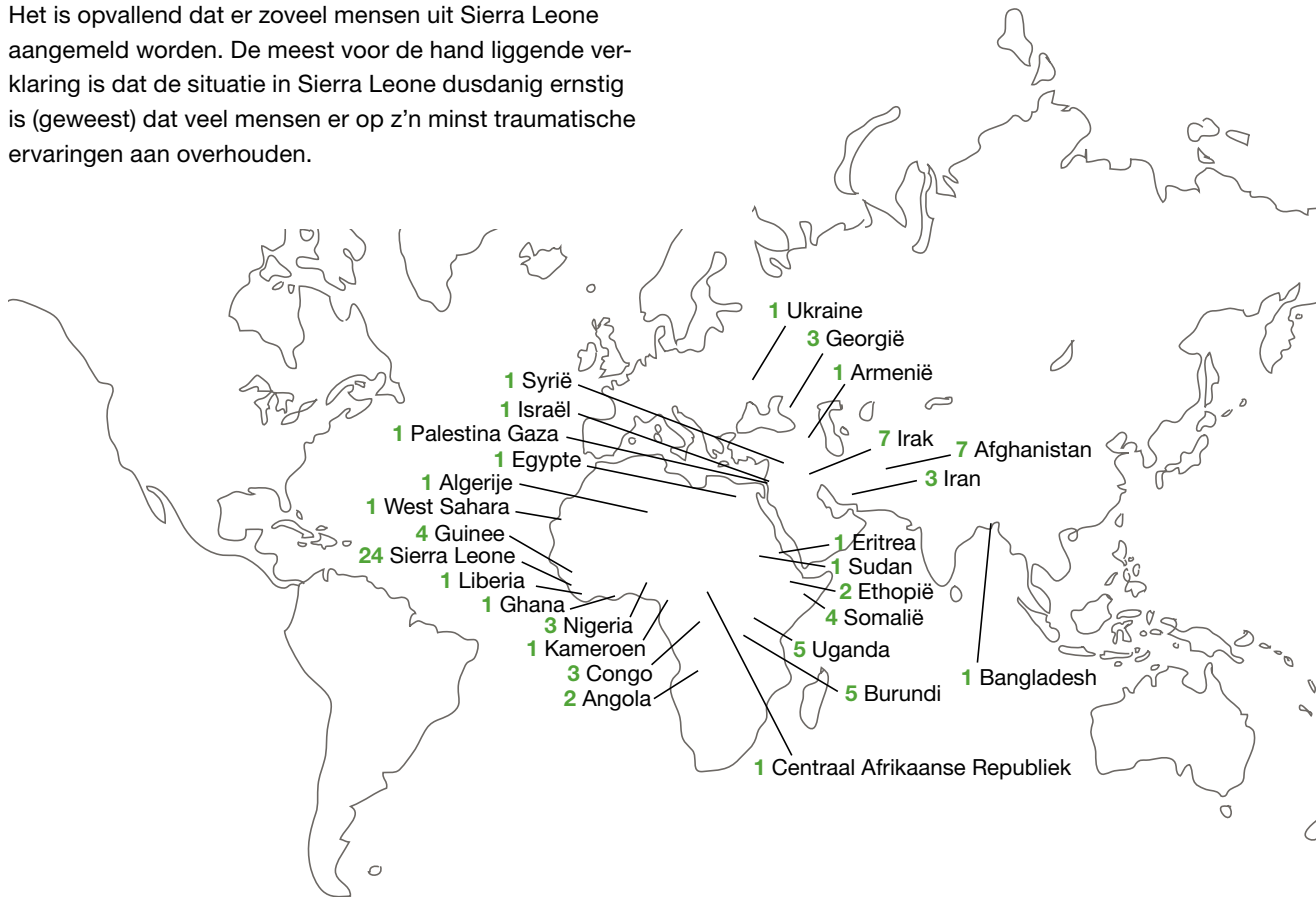 Het is opvallend dat er zoveel mensen uit Sierra Leone
aangemeld worden. De meest voor de hand liggende ver-
klaring is dat de situatie in Sierra Leone dusdanig ernstig
is (geweest) dat veel mensen er op z'n minst traumatische
ervaringen aan overhouden.
1 Ukraine
3 Georgië
1 Armenië
1 Syrië
1 Israël
1 Palestina Gaza
1 Egypte
1 Algerije
1 West Sahara
4 Guinee
24 Sierra Leone
1 Liberia
1 Ghana
3 Nigeria
1 Kameroen
3 Congo
2 Angola
7 Irak
7 Afghanistan
3 Iran
1 Eritrea
1 Sudan
2 Ethopië
4 Somalië
5 Uganda
5 Burundi
1 Bangladesh
1 Centraal Afrikaanse Republiek